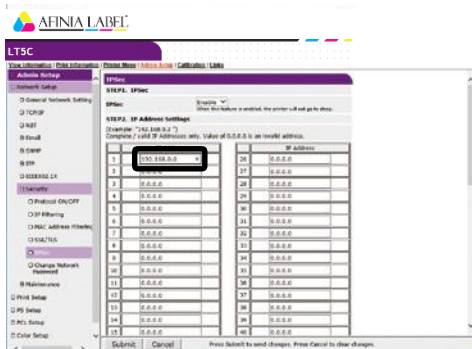 AFINIA LABEL
LT5C
View Information | Print Information | Printer Menu | Admin Setup | Calibration | Links
Admin Setup
Network Setup
General Network Setting
TCP/IP
NBT
Email
SNMP
IPP
IEEE802.1X
Security
Protocol ON/OFF
IP Filtering
MAC Address Filtering
SSL/TLS
IPSec
Change Network Password
Maintenance
Print Setup
PS Setup
PCL Setup
Color Setup
IPSec
STEP1. IPSec
IPSec
Enable
When this feature is enabled, the printer will not go to sleep.
STEP2. IP Address Settings
(Example: "192.168.0.2 ")
Complete / valid IP Addresses only. Value of 0.0.0.0 is an invalid address.
IP Address
1 192.168.0.0 26 0.0.0.0
2 0.0.0.0 27 0.0.0.0
3 0.0.0.0 28 0.0.0.0
4 0.0.0.0 29 0.0.0.0
5 0.0.0.0 30 0.0.0.0
6 0.0.0.0 31 0.0.0.0
7 0.0.0.0 32 0.0.0.0
8 0.0.0.0 33 0.0.0.0
9 0.0.0.0 34 0.0.0.0
10 0.0.0.0 35 0.0.0.0
11 0.0.0.0 36 0.0.0.0
12 0.0.0.0 37 0.0.0.0
13 0.0.0.0 38 0.0.0.0
14 0.0.0.0 39 0.0.0.0
15 0.0.0.0 40 0.0.0.0
Submit Cancel Press Submit to send changes. Press Cancel to clear changes.